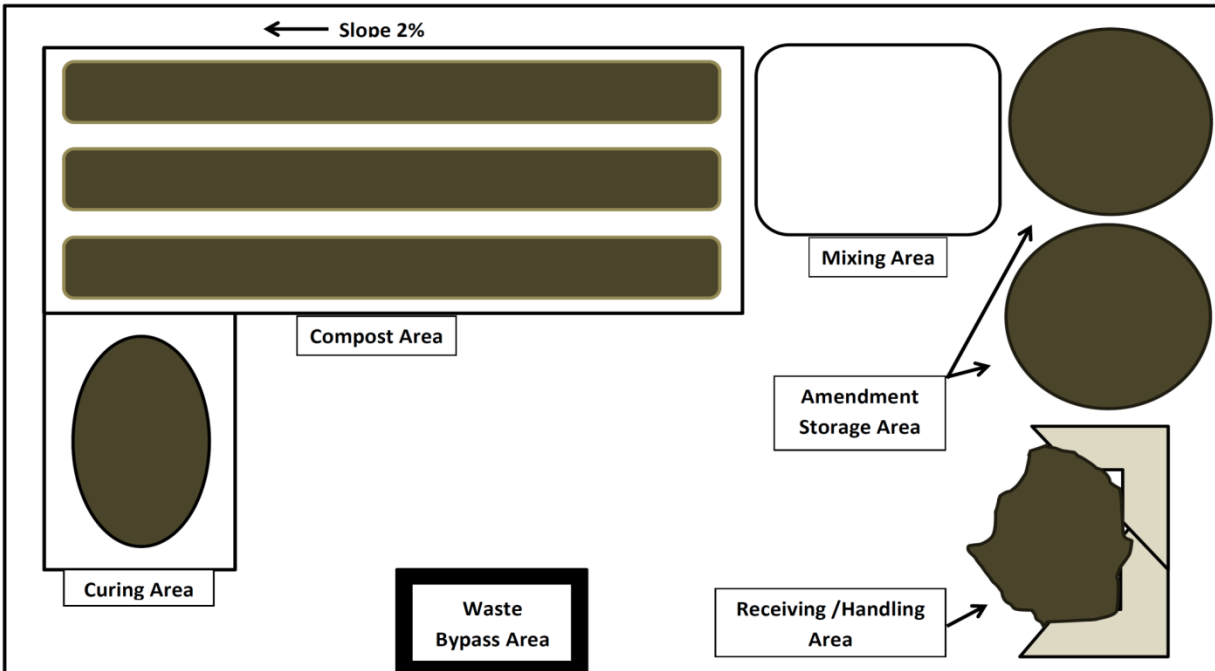 Slope 2%
Mixing Area
Compost Area
Amendment
Storage Area
Curing Area
Waste
Bypass Area
Receiving /Handling
Area